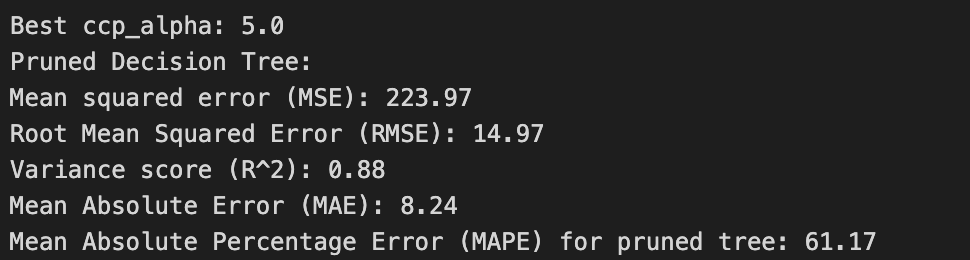 Best ccp_alpha: 5.0
Pruned Decision Tree:
Mean squared error (MSE): 223.97
Root Mean Squared Error (RMSE): 14.97
Variance score (R^2): 0.88
Mean Absolute Error (MAE): 8.24
Mean Absolute Percentage Error (MAPE) for pruned tree: 61.17